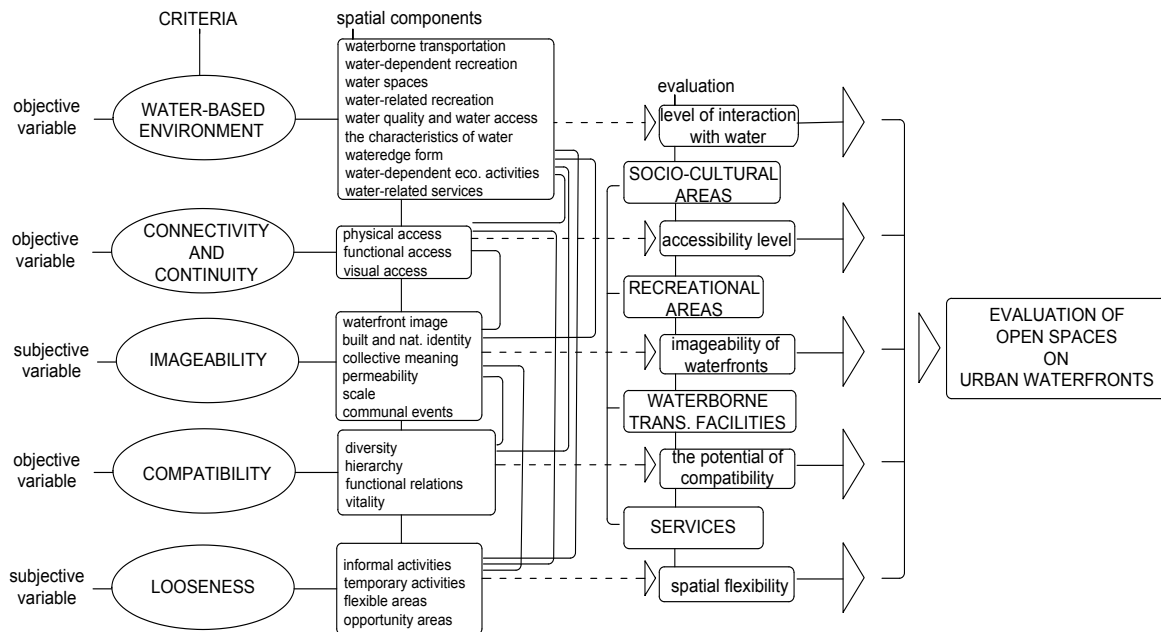 CRITERIA
spatial components
objective
variable
WATER-BASED
ENVIRONMENT
waterborne transportation
water-dependent recreation
water spaces
water-related recreation
water quality and water access
the characteristics of water
wateredge form
water-dependent eco. activities
water-related services
evaluation
level of interaction
with water
SOCIO-CULTURAL
AREAS
objective
variable
CONNECTIVITY
AND
CONTINUITY
physical access
functional access
visual access
accessibility level
RECREATIONAL
AREAS
subjective
variable
IMAGEABILITY
waterfront image
built and nat. identity
collective meaning
permeability
scale
communal events
imageability of
waterfronts
WATERBORNE
TRANS. FACILITIES
objective
variable
COMPATIBILITY
diversity
hierarchy
functional relations
vitality
the potential of
compatibility
SERVICES
subjective
variable
LOOSENESS
informal activities
temporary activities
flexible areas
opportunity areas
spatial flexibility
EVALUATION OF
OPEN SPACES
ON
URBAN WATERFRONTS